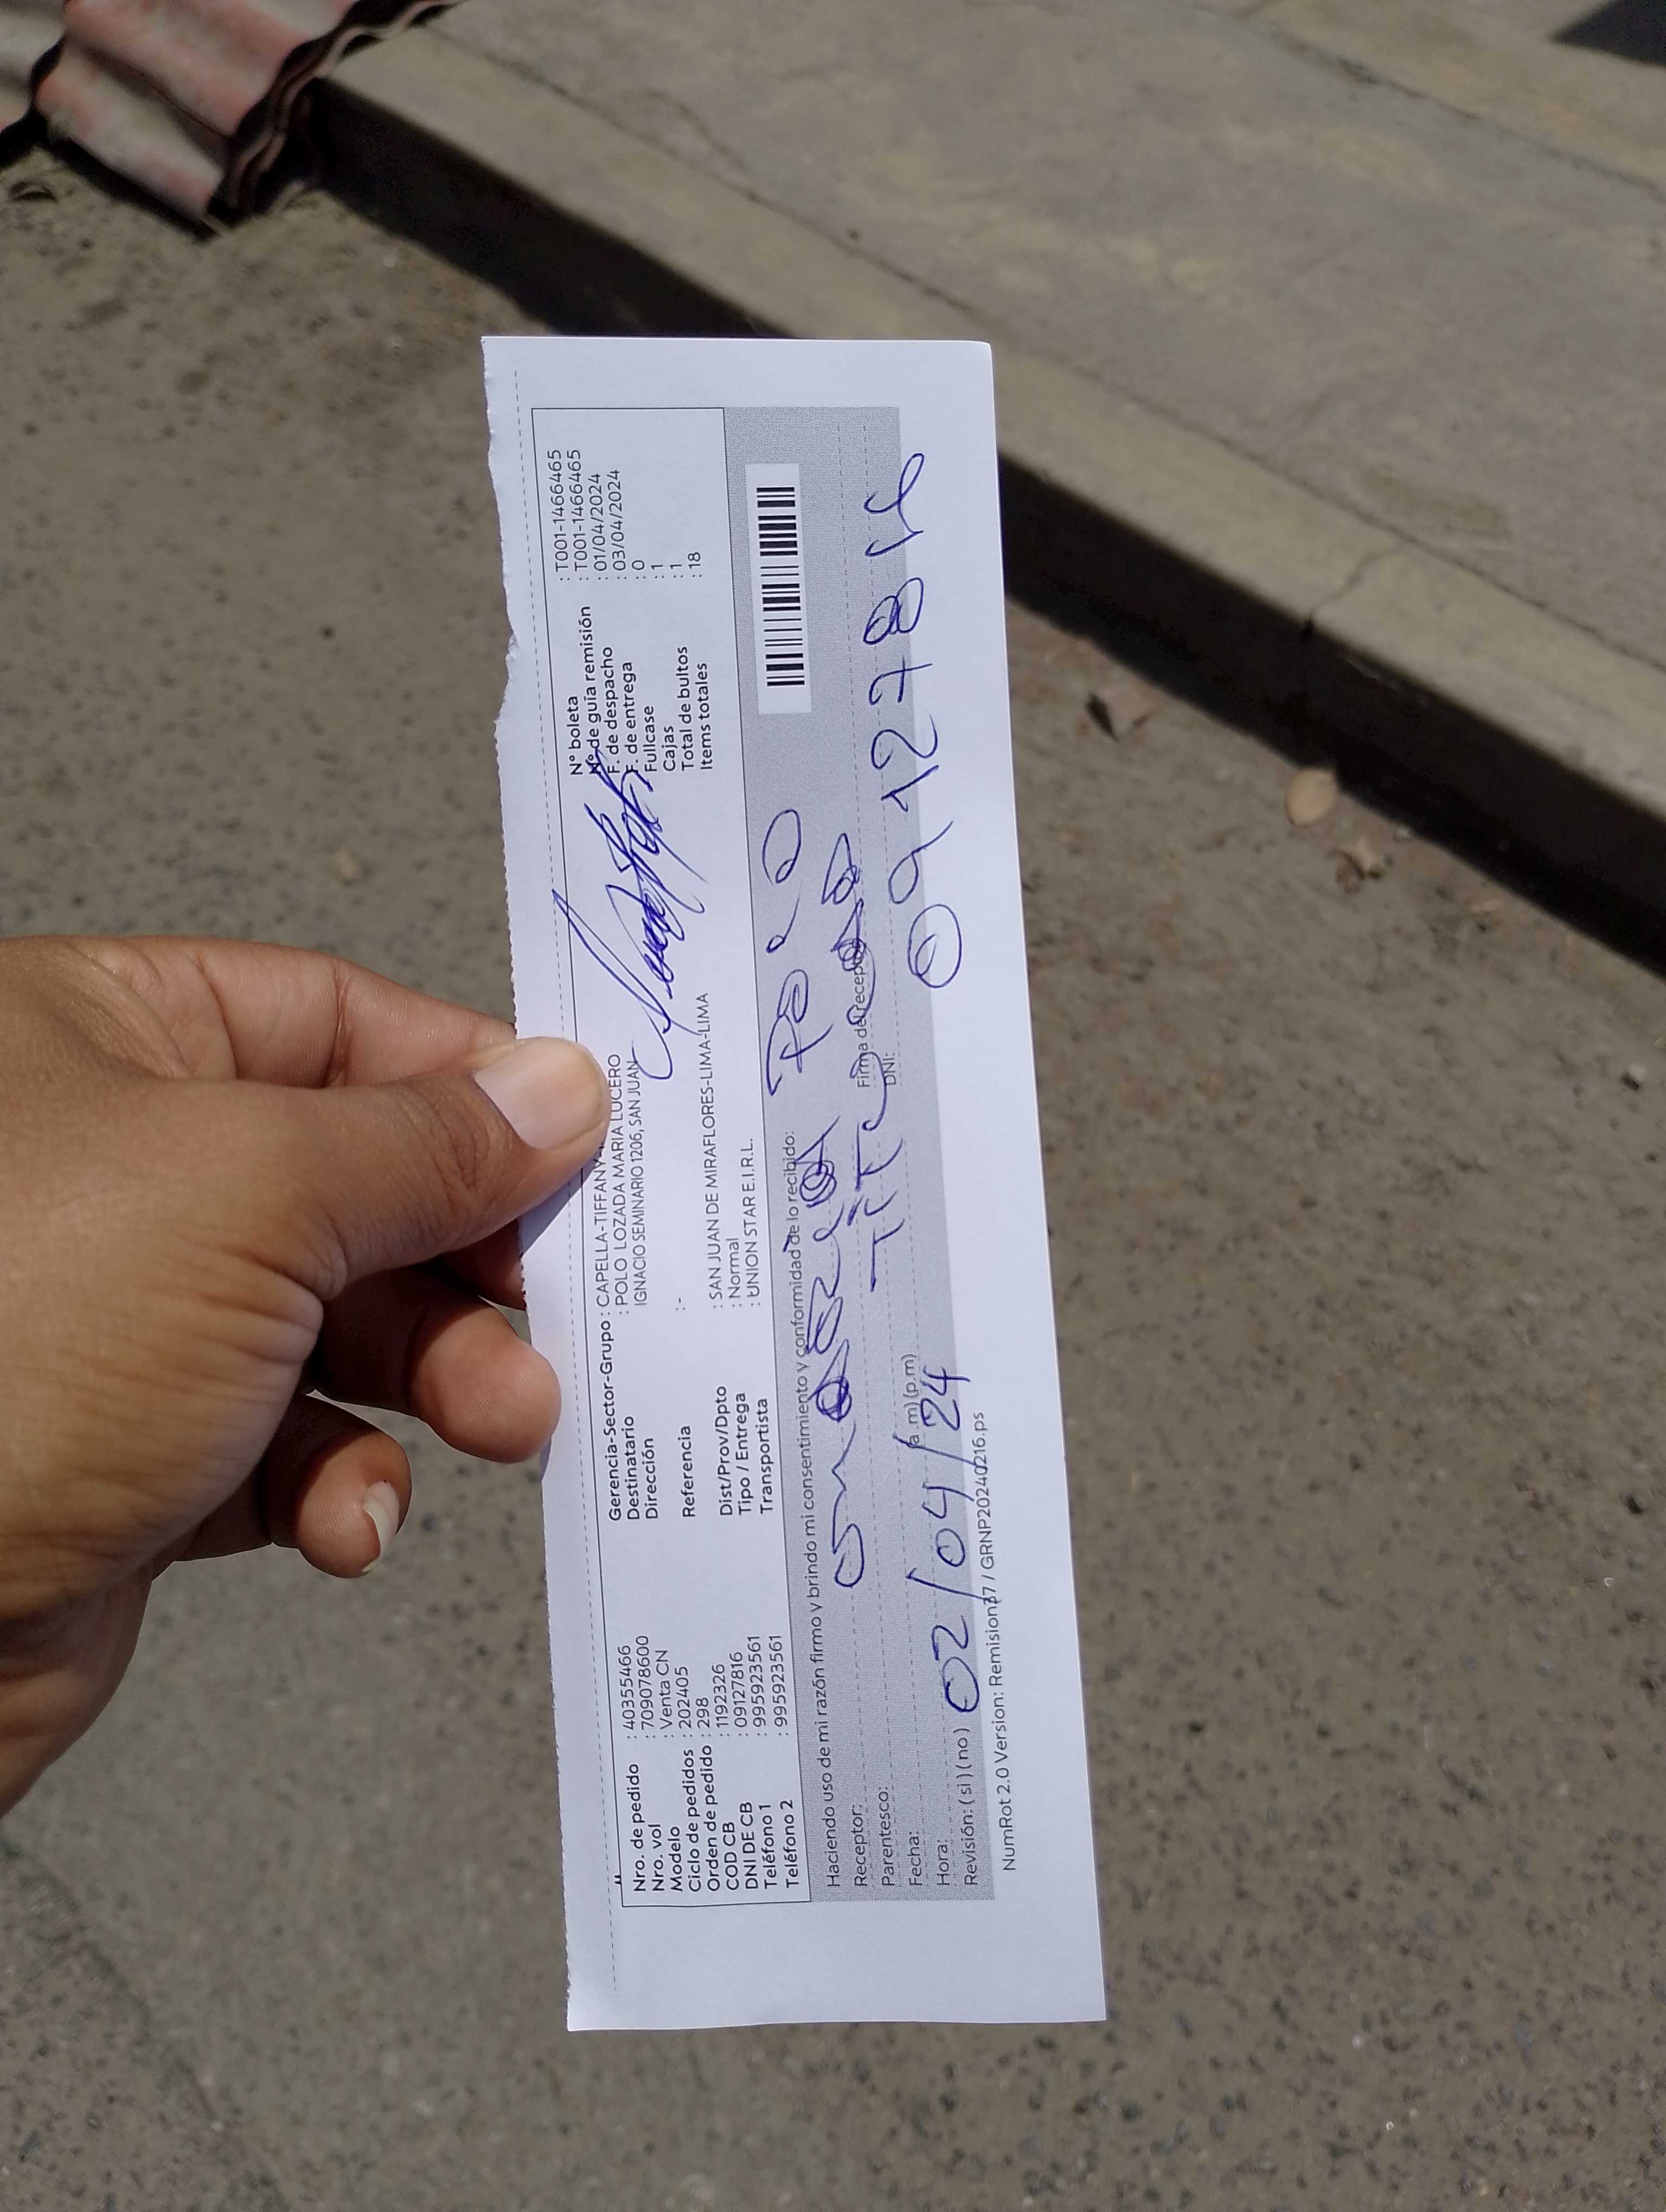 Nro. de pedido : 40355466
Nro. vol : 709078600
Modelo : Venta CN
Ciclo de pedidos : 202405
Orden de pedido : 298
COD CB : 1192326
DNI DE CB : 09127816
Teléfono 1 : 995923561
Teléfono 2 : 995923561
Gerencia-Sector-Grupo : CAPELLA-TIFFANY-
Destinatario : POLO LOZADA MARIA LUCERO
Dirección IGNACIO SEMINARIO 1206, SAN JUAN
Referencia :-
Dist/Prov/Dpto : SAN JUAN DE MIRAFLORES-LIMA-LIMA
Tipo / Entrega : Normal
Transportista : UNION STAR E.I.R.L.
N° boleta : T001-1466465
N° de guía remisión : T001-1466465
F. de despacho : 01/04/2024
F. de entrega : 03/04/2024
Fullcase : 0
Cajas : 1
Total de bultos : 1
Items totales : 18
Haciendo uso de mi razón firmo y brindo mi consentimiento y conformidad de lo recibido:
Receptor: Polo
Parentesco: Firma del receptor
Fecha: DNI: 09127816
Hora: (a.m) (p.m)
Revisión: ( si ) ( no ) 02/04/24
NumRot 2.0 Version: Remision37 / GRNP20240216.ps